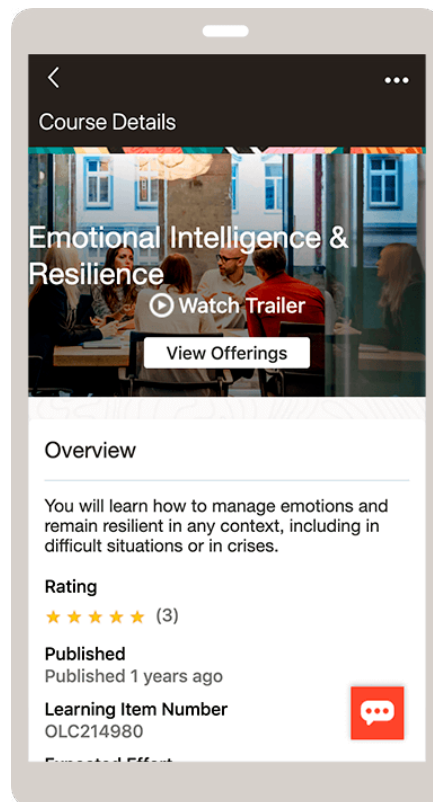 Course Details
Emotional Intelligence &
Resilience
Watch Trailer
View Offerings
Overview
You will learn how to manage emotions and
remain resilient in any context, including in
difficult situations or in crises.
Rating
(3)
Published
Published 1 years ago
Learning Item Number
OLC214980
Expected Effort